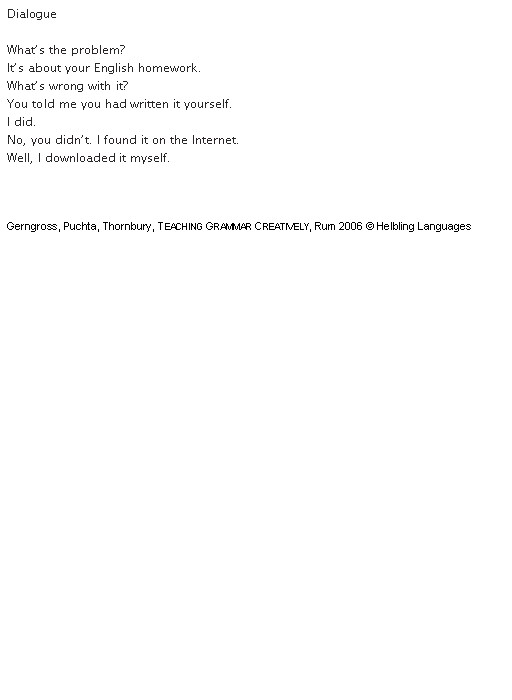 Dialogue
What’s the problem?
It’s about your English homework.
What’s wrong with it?
You told me you had written it yourself.
I did.
No, you didn’t. I found it on the Internet.
Well, I downloaded it myself.
Gerngross, Puchta, Thornbury, TEACHING GRAMMAR CREATIVELY, Rum 2006 © Helbling Languages